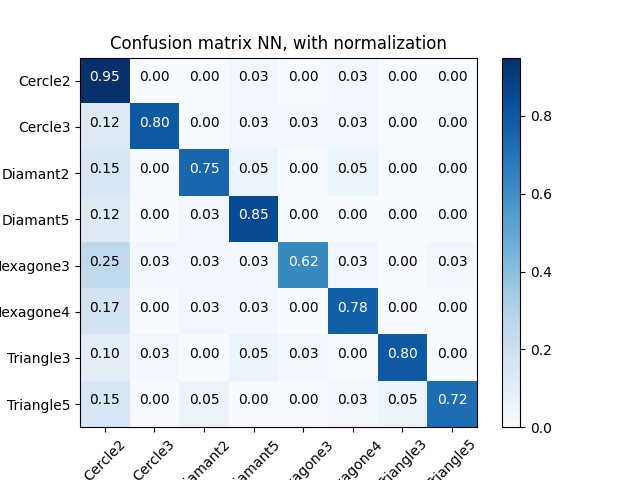 Confusion matrix NN, with normalization
Cercle2 0.95 0.00 0.00 0.03 0.00 0.03 0.00 0.00
Cercle3 0.12 0.80 0.00 0.03 0.03 0.03 0.00 0.00
Diamant2 0.15 0.00 0.75 0.05 0.00 0.05 0.00 0.00
Diamant5 0.12 0.00 0.03 0.85 0.00 0.00 0.00 0.00
exagone3 0.25 0.03 0.03 0.03 0.62 0.03 0.00 0.03
exagone4 0.17 0.00 0.03 0.03 0.00 0.78 0.00 0.00
Triangle3 0.10 0.03 0.00 0.05 0.03 0.00 0.80 0.00
Triangle5 0.15 0.00 0.05 0.00 0.00 0.03 0.05 0.72
Cercle2 Cercle3 iamant2 iamant5 agone3 agone4 riangle3 riangle5
0.8
0.6
0.4
0.2
0.0